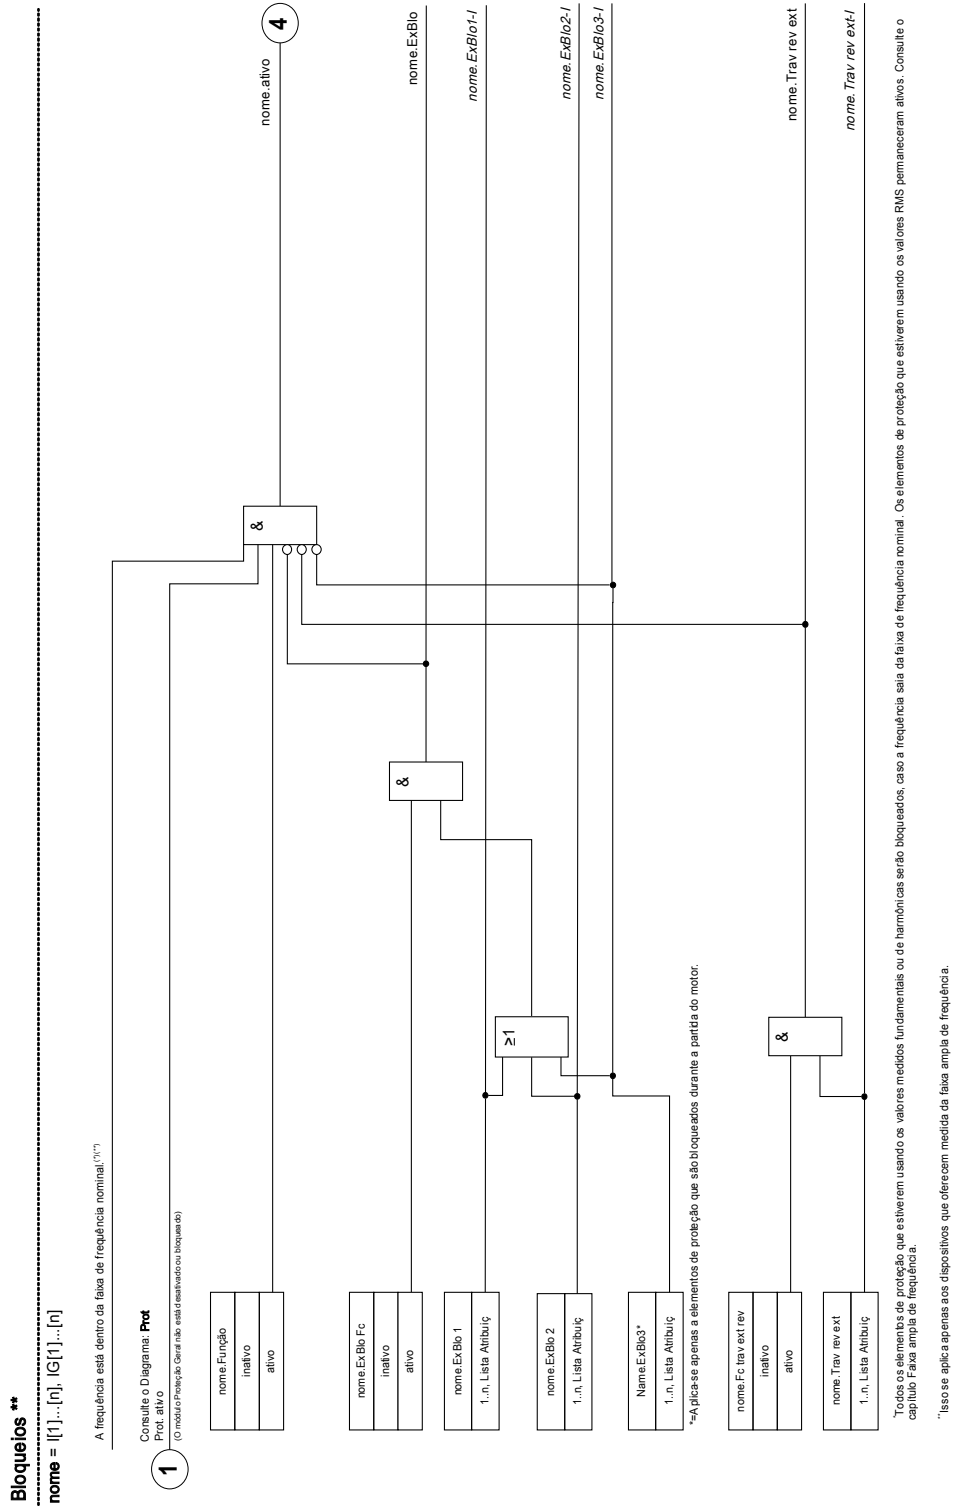 Bloqueios **
nome = I[1]...[n], IG[1]...[n]
A frequência está dentro da faixa de frequência nominal.(*)(**)
Consulte o Diagrama: Prot
Prot. ativo
(O módulo Proteção Geral não está desativado ou bloqueado)
1
nome.Função
inativo
ativo
&
nome.ativo
4
nome.ExBlo Fc
inativo
ativo
&
nome.ExBlo
nome.ExBlo 1
1..n, Lista Atribuiç
nome.ExBlo1-I
≥1
nome.ExBlo 2
1..n, Lista Atribuiç
nome.ExBlo2-I
nome.ExBlo3-I
Name.ExBlo3*
1..n, Lista Atribuiç
*=Aplica-se apenas a elementos de proteção que são bloqueados durante a partida do motor.
nome.Fc trav ext rev
inativo
ativo
&
nome.Trav rev ext
nome.Trav rev ext
1..n, Lista Atribuiç
nome.Trav rev ext-I
*Todos os elementos de proteção que estiverem usando os valores medidos fundamentais ou de harmônicas serão bloqueados, caso a frequência saia da faixa de frequência nominal. Os elementos de proteção que estiverem usando os valores RMS permaneceram ativos. Consulte o
capítulo Faixa ampla de frequência.
**Isso se aplica apenas aos dispositivos que oferecem medida da faixa ampla de frequência.